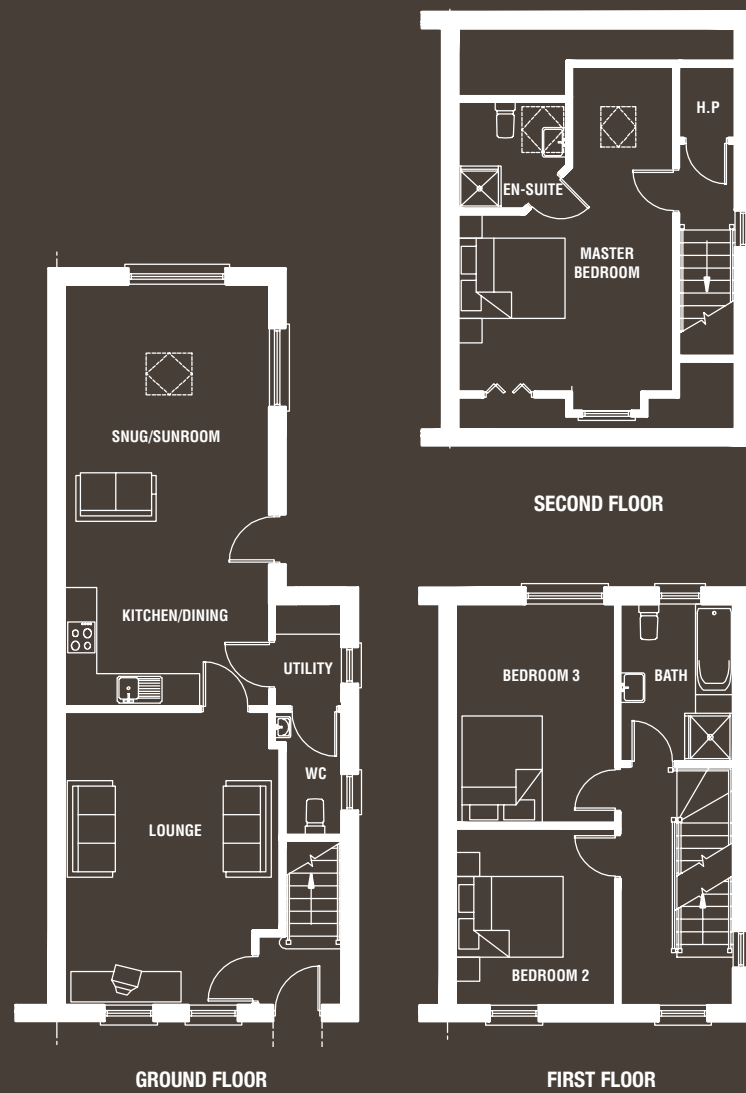 H.P
EN-SUITE
MASTER
BEDROOM
SECOND FLOOR
SNUG/SUNROOM
KITCHEN/DINING
UTILITY
WC
LOUNGE
GROUND FLOOR
BEDROOM 3
BATH
BEDROOM 2
FIRST FLOOR